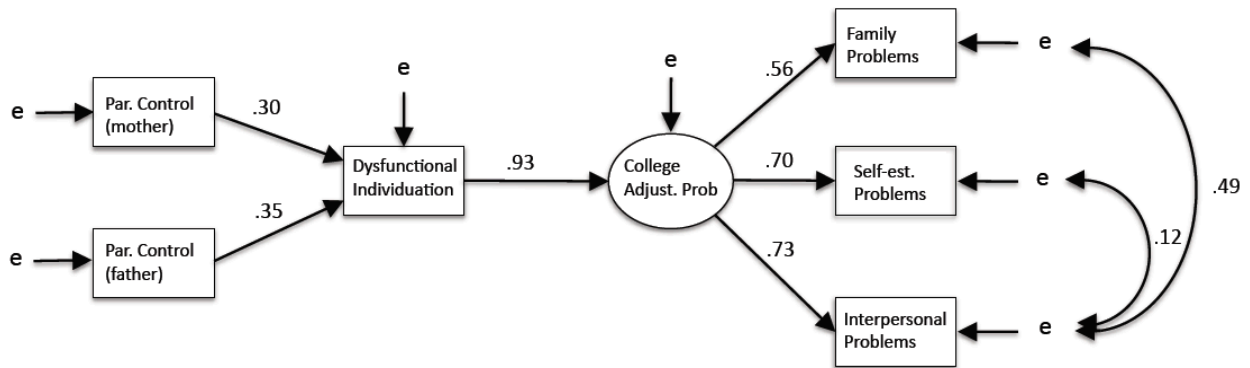 Family
Problems
e
e
e
.56
e
Par. Control
(mother)
.30
Dysfunctional
Individuation
.93
College
Adjust. Prob
.70
Self-est.
Problems
e
.49
.12
.35
e
Par. Control
(father)
.73
Interpersonal
Problems
e